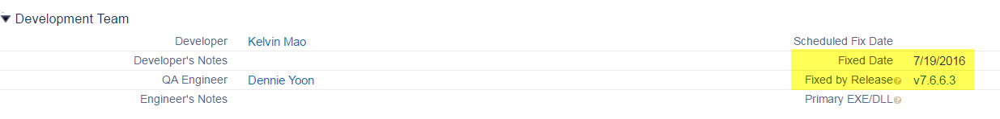 Development Team
Developer Kelvin Mao Scheduled Fix Date
Developer's Notes Fixed Date 7/19/2016
QA Engineer Dennie Yoon Fixed by Release ? v7.6.6.3
Engineer's Notes Primary EXE/DLL ?